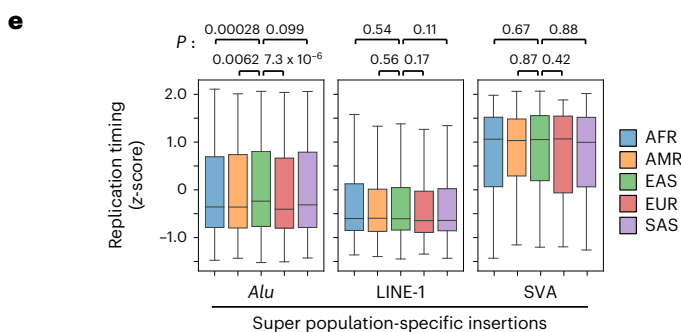 e
P :
0.00028 0.099 0.54 0.11 0.67 0.88
0.0062 7.3 x 10⁻⁶ 0.56 0.17 0.87 0.42
Replication timing
(z-score)
2.0
1.0
0
–1.0
AFR
AMR
EAS
EUR
SAS
Alu LINE-1 SVA
Super population-specific insertions